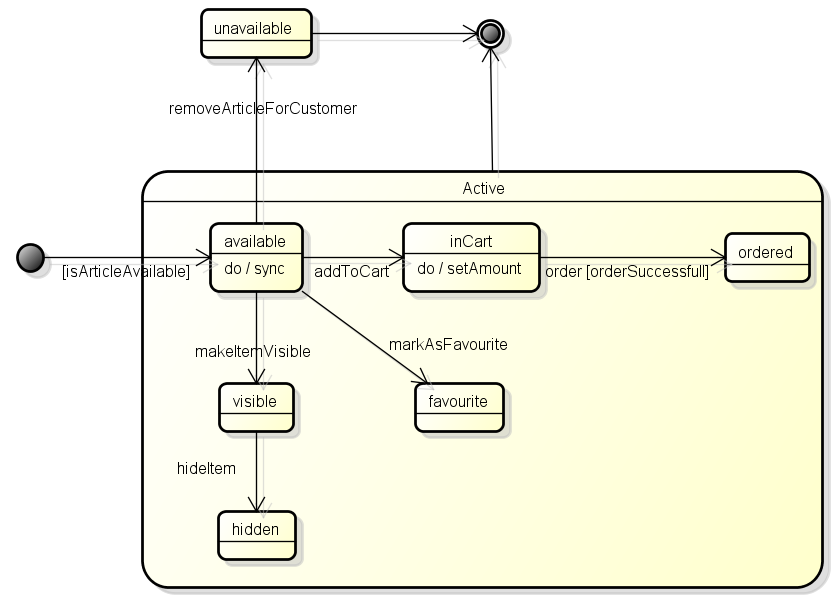 unavailable
removeArticleForCustomer
Active
available
do / sync
inCart
do / setAmount
ordered
[isArticleAvailable]
addToCart
order [orderSuccessfull]
makeItemVisible
markAsFavourite
visible
favourite
hideItem
hidden